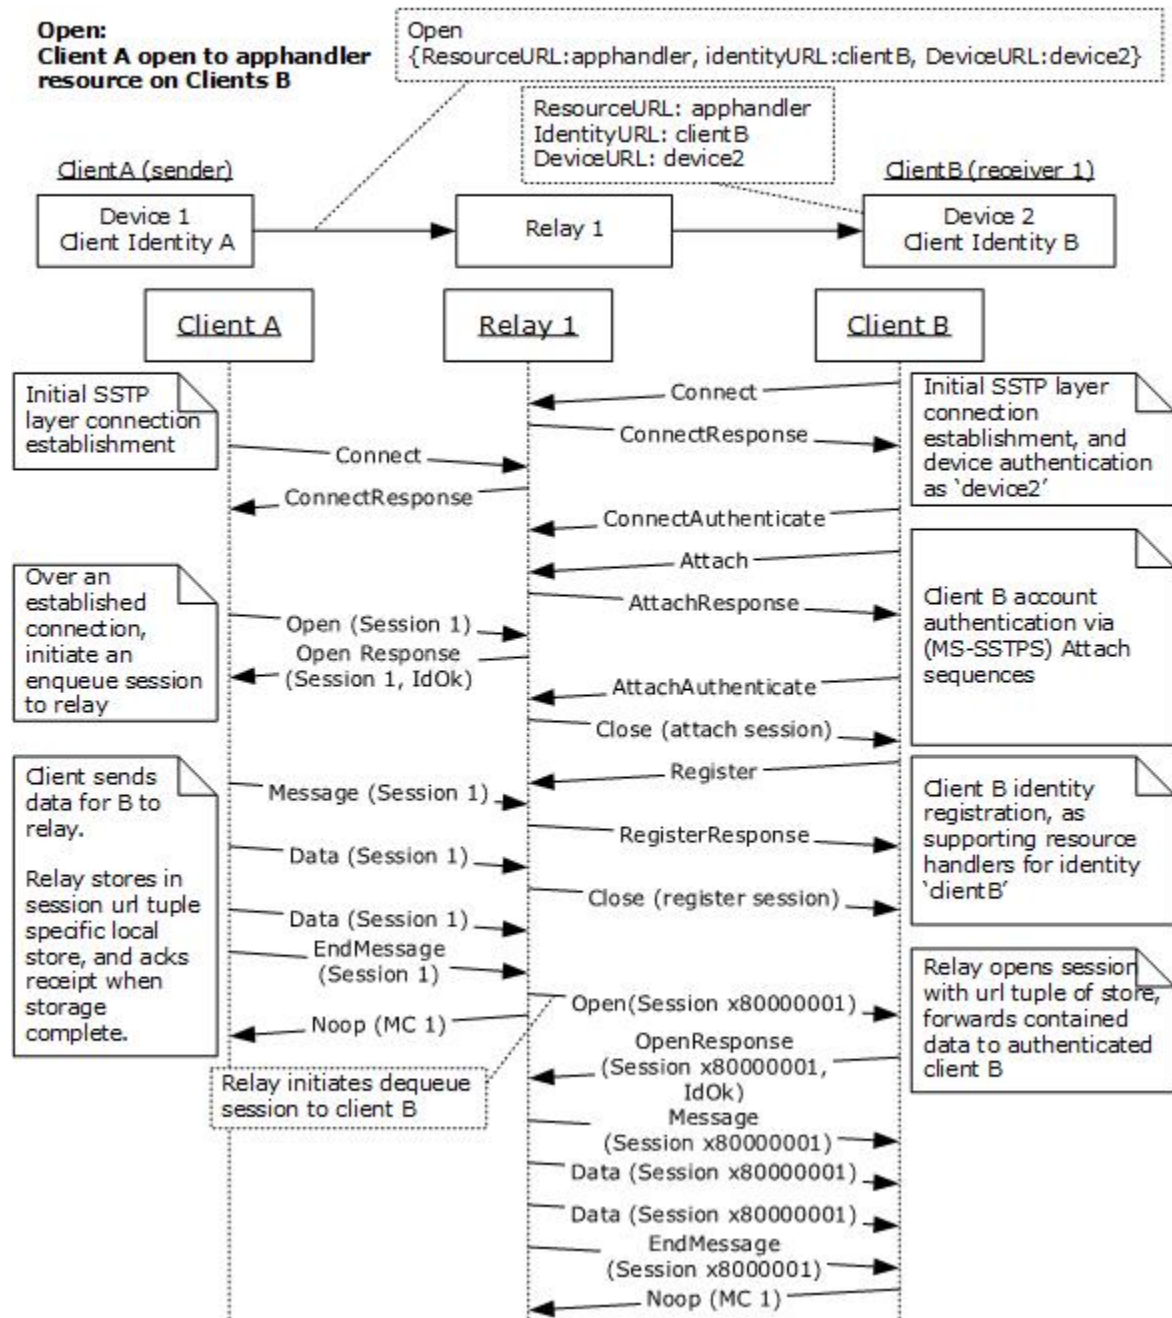 Open:
Client A open to apphandler
resource on Clients B
Open
{ResourceURL:apphandler, identityURL:clientB, DeviceURL:device2}
ResourceURL: apphandler
IdentityURL: clientB
DeviceURL: device2
ClientA (sender)
ClientB (receiver 1)
Device 1
Client Identity A
Relay 1
Device 2
Client Identity B
Client A
Relay 1
Client B
Initial SSTP
layer connection
establishment
Connect
ConnectResponse
Initial SSTP layer
connection
establishment, and
device authentication
as ‘device2’
Connect
ConnectResponse
ConnectAuthenticate
Attach
Over an
established
connection,
initiate an
enqueue session
to relay
AttachResponse
Open (Session 1)
Open Response
(Session 1, IdOk)
Client B account
authentication via
(MS-SSTPS) Attach
sequences
AttachAuthenticate
Close (attach session)
Client sends
data for B to
relay.
Relay stores in
session url tuple
specific local
store, and acks
receipt when
storage
complete.
Register
Message (Session 1)
RegisterResponse
Client B identity
registration, as
supporting resource
handlers for identity
‘clientB’
Data (Session 1)
Close (register session)
Data (Session 1)
EndMessage
(Session 1)
Open(Session x80000001)
Noop (MC 1)
Relay opens session
with url tuple of store,
forwards contained
data to authenticated
client B
OpenResponse
(Session x80000001,
IdOk)
Relay initiates dequeue
session to client B
Message
(Session x80000001)
Data (Session x80000001)
Data (Session x80000001)
EndMessage
(Session x8000001)
Noop (MC 1)